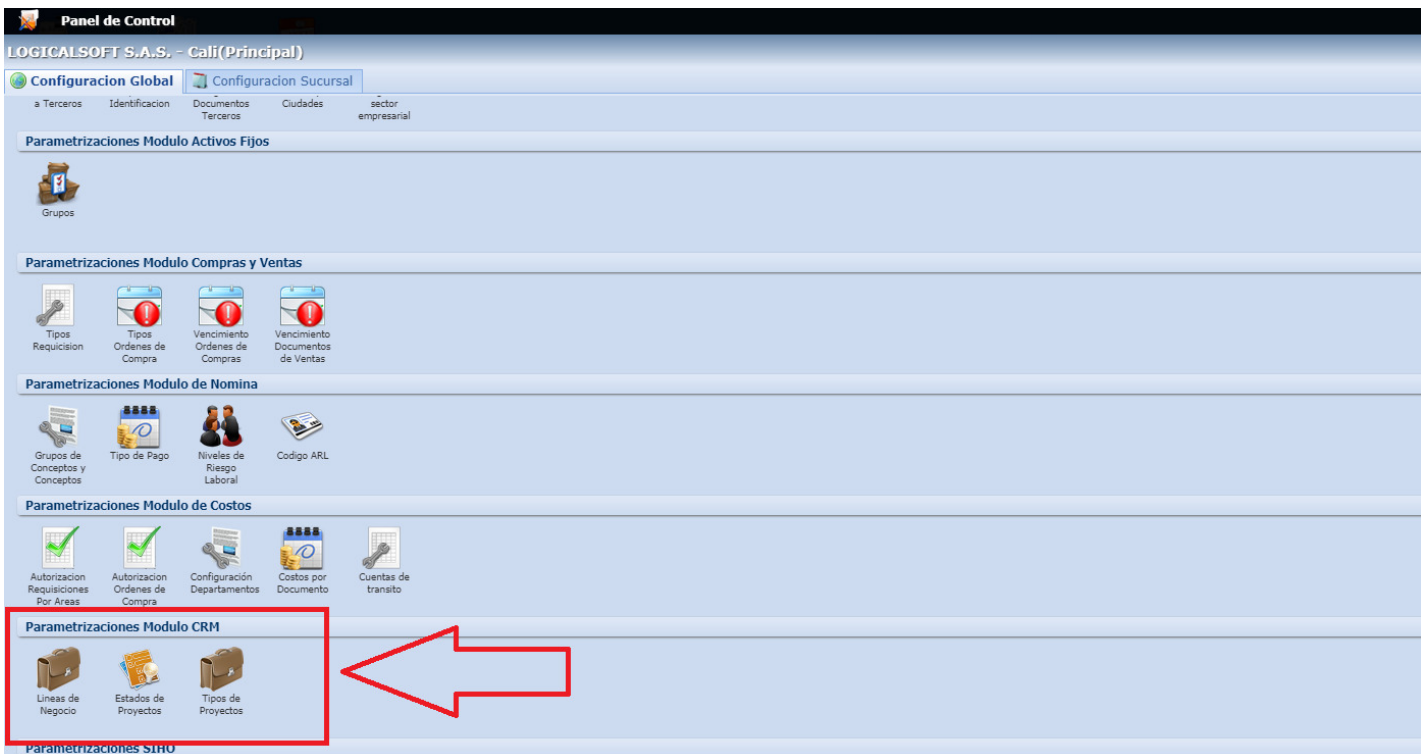 Panel de Control
LOGICALSOFT S.A.S. - Cali(Principal)
Configuracion Global
Configuracion Sucursal
a Terceros
Identificacion
Documentos
Terceros
Ciudades
sector
empresarial
Parametrizaciones Modulo Activos Fijos
Grupos
Parametrizaciones Modulo Compras y Ventas
Tipos
Requicision
Tipos
Ordenes de
Compra
Vencimiento
Ordenes de
Compras
Vencimiento
Documentos
de Ventas
Parametrizaciones Modulo de Nomina
Grupos de
Conceptos y
Conceptos
Tipo de Pago
Niveles de
Riesgo
Laboral
Codigo ARL
Parametrizaciones Modulo de Costos
Autorizacion
Requisiciones
Por Areas
Autorizacion
Ordenes de
Compra
Configuración
Departamentos
Costos por
Documento
Cuentas de
transito
Parametrizaciones Modulo CRM
Lineas de
Negocio
Estados de
Proyectos
Tipos de
Proyectos
Parametrizaciones SIHO